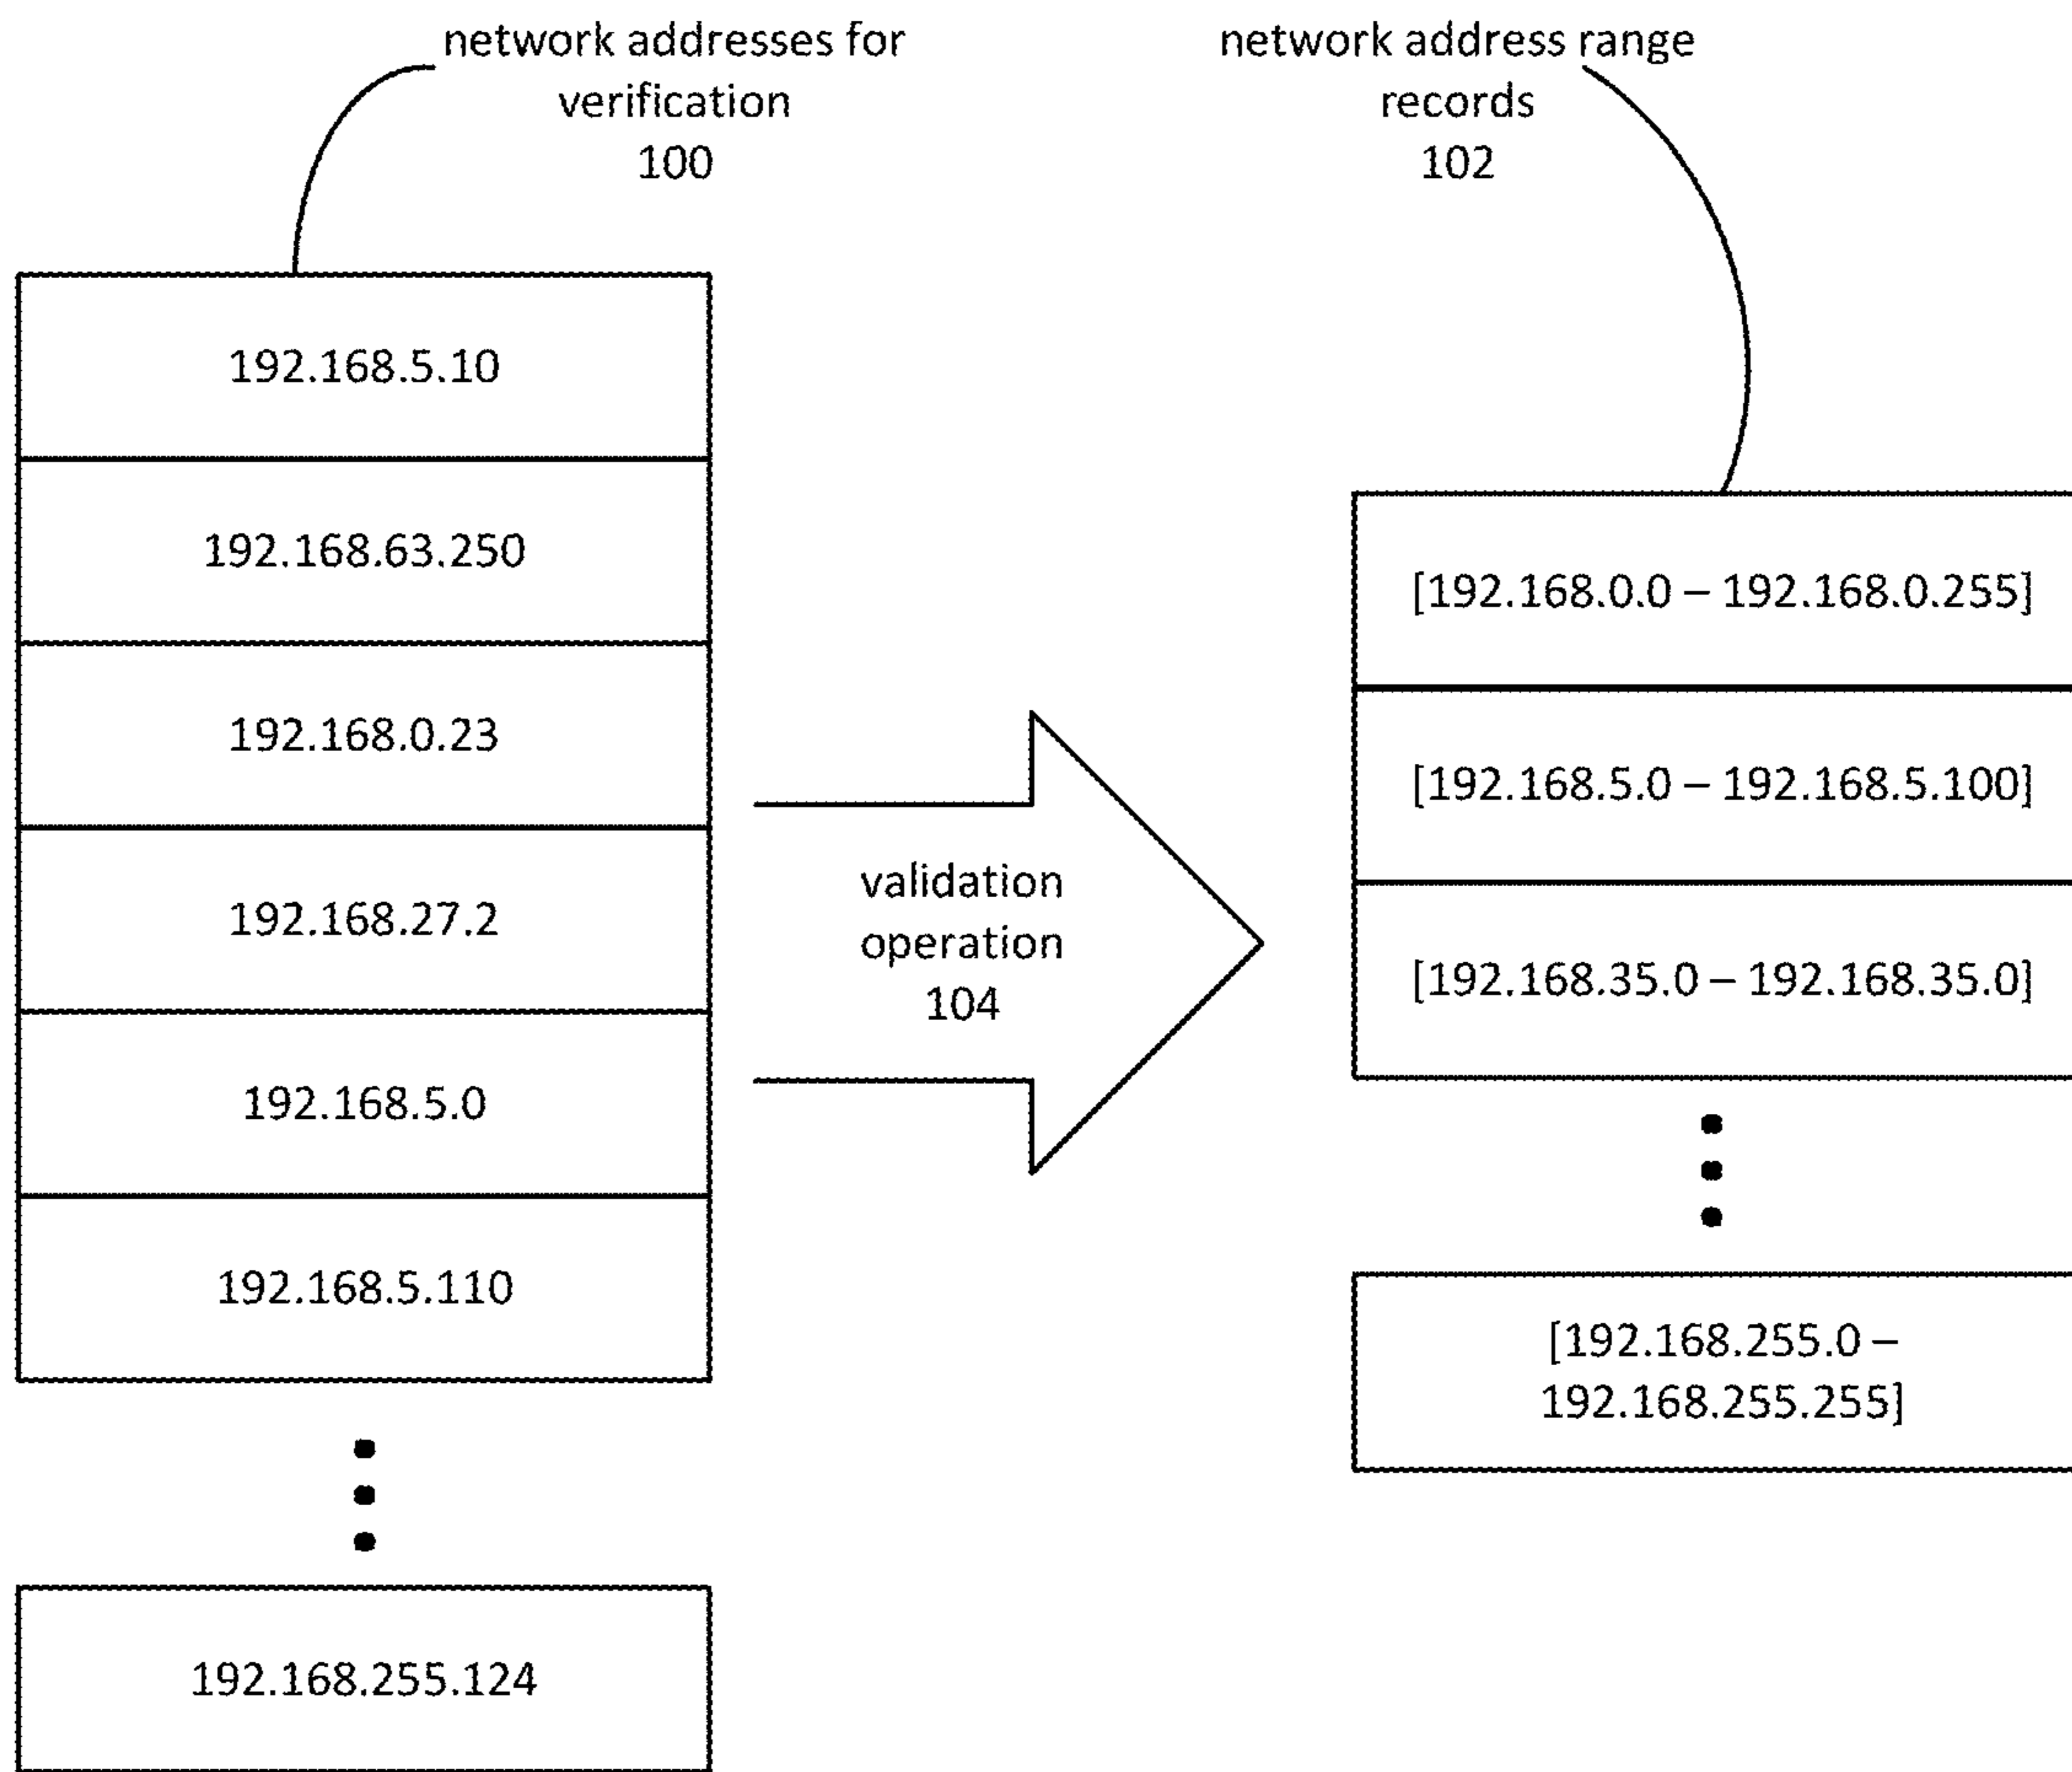 network addresses for
verification
100
network address range
records
102
192.168.5.10
192.168.63.250
192.168.0.23
192.168.27.2
192.168.5.0
192.168.5.110
192.168.255.124
validation
operation
104
[192.168.0.0 – 192.168.0.255]
[192.168.5.0 – 192.168.5.100]
[192.168.35.0 – 192.168.35.0]
[192.168.255.0 –
192.168.255.255]